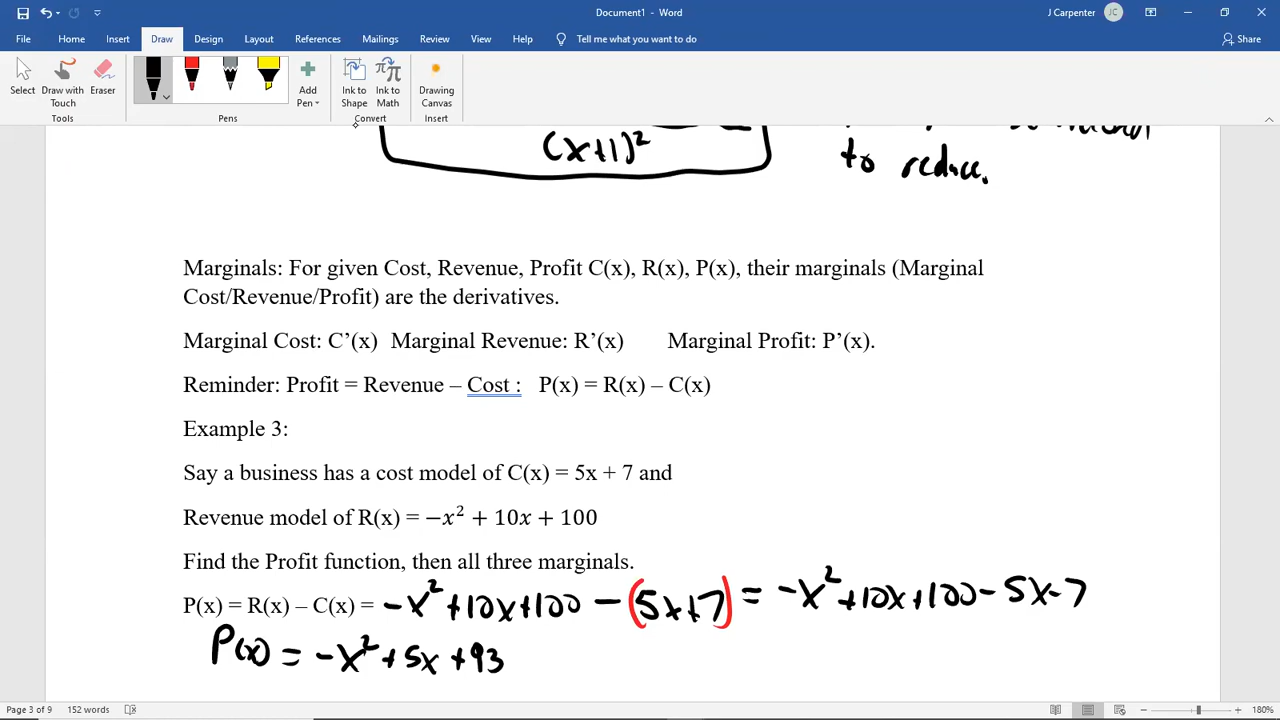 Document1 - Word
J Carpenter JC
File Home Insert Draw Design Layout References Mailings Review View Help Tell me what you want to do Share
Select Draw with Touch Eraser Add Pen Ink to Shape Ink to Math Drawing Canvas
Tools Pens Convert Insert
(x+1)²
to reduce.
Marginals: For given Cost, Revenue, Profit C(x), R(x), P(x), their marginals (Marginal
Cost/Revenue/Profit) are the derivatives.
Marginal Cost: C’(x) Marginal Revenue: R’(x) Marginal Profit: P’(x).
Reminder: Profit = Revenue – Cost : P(x) = R(x) – C(x)
Example 3:
Say a business has a cost model of C(x) = 5x + 7 and
Revenue model of R(x) = −x² + 10x + 100
Find the Profit function, then all three marginals.
P(x) = R(x) – C(x) = -x²+10x+100 - (5x+7) = -x²+10x+100-5x-7
P(x) = -x²+5x+93
Page 3 of 9 152 words 180%